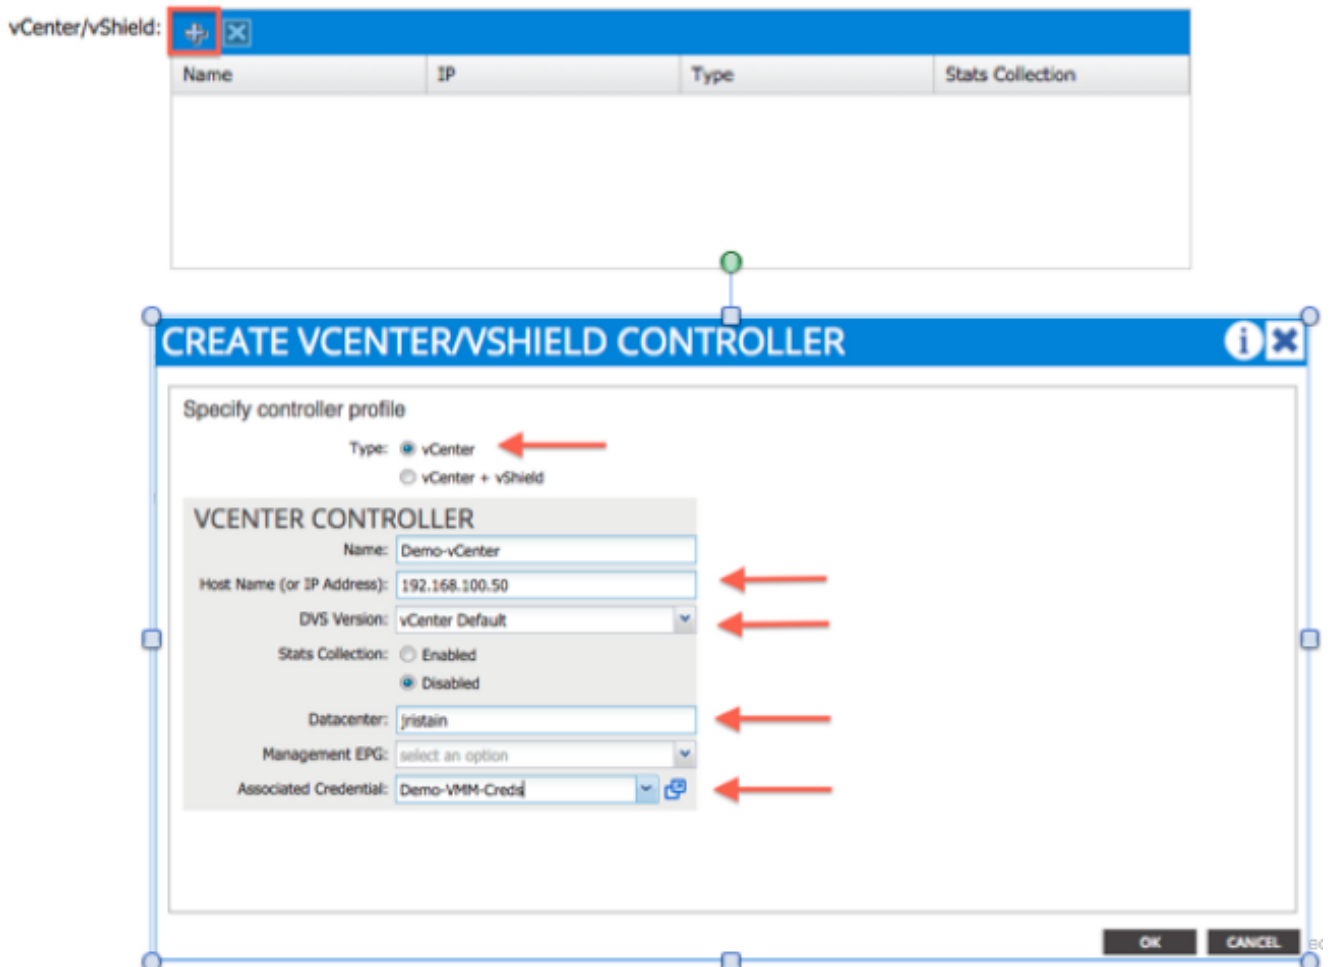 vCenter/vShield:
Name IP Type Stats Collection
CREATE VCENTER/VSHIELD CONTROLLER
Specify controller profile
Type: vCenter
vCenter + vShield
VCENTER CONTROLLER
Name: Demo-vCenter
Host Name (or IP Address): 192.168.100.50
DVS Version: vCenter Default
Stats Collection: Enabled
Disabled
Datacenter: jristain
Management EPG: select an option
Associated Credential: Demo-VMM-Creds
OK CANCEL